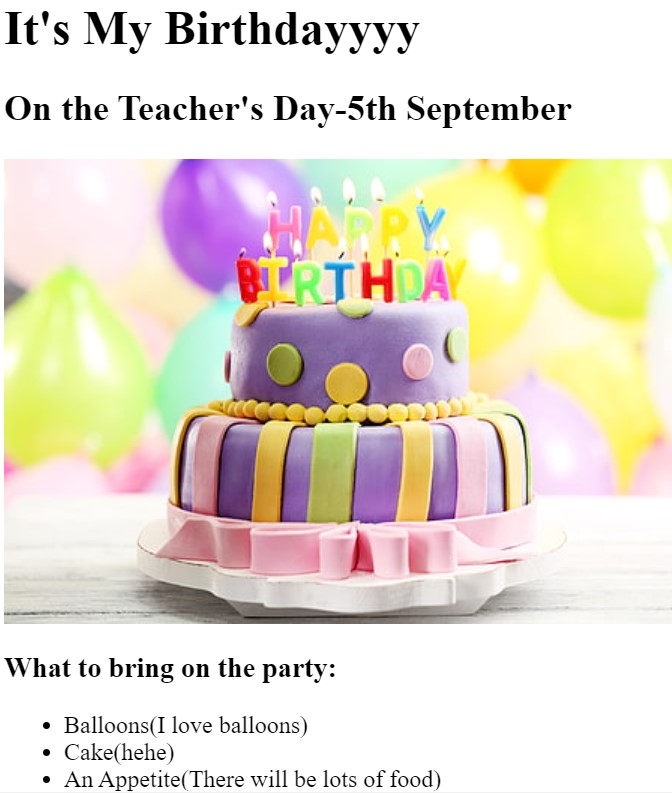 It's My Birthdayyyy
On the Teacher's Day-5th September
HAPPY
BIRTHDAY
What to bring on the party:
Balloons(I love balloons)
Cake(hehe)
An Appetite(There will be lots of food)